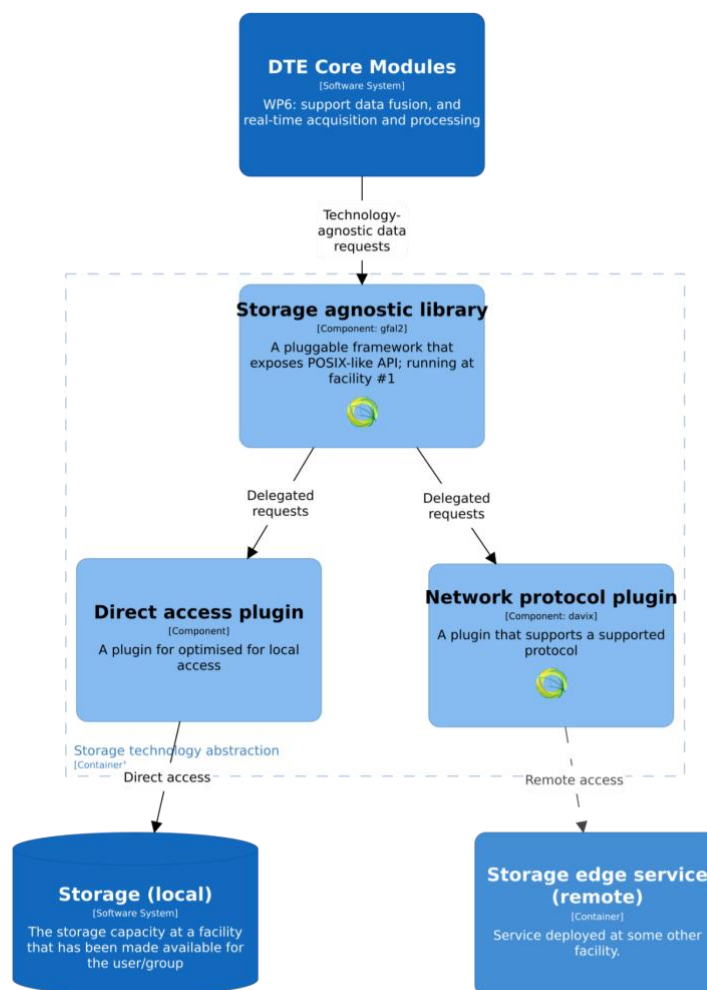 DTE Core Modules
[Software System]
WP6: support data fusion, and
real-time acquisition and processing
Technology-
agnostic data
requests
Storage agnostic library
[Component: gfal2]
A pluggable framework that
exposes POSIX-like API; running at
facility #1
Delegated
requests
Delegated
requests
Direct access plugin
[Component]
A plugin for optimised for local
access
Network protocol plugin
[Component: davix]
A plugin that supports a supported
protocol
Storage technology abstraction
[Container]
Direct access
Remote access
Storage (local)
[Software System]
The storage capacity at a facility
that has been made available for
the user/group
Storage edge service
(remote)
[Container]
Service deployed at some other
facility.